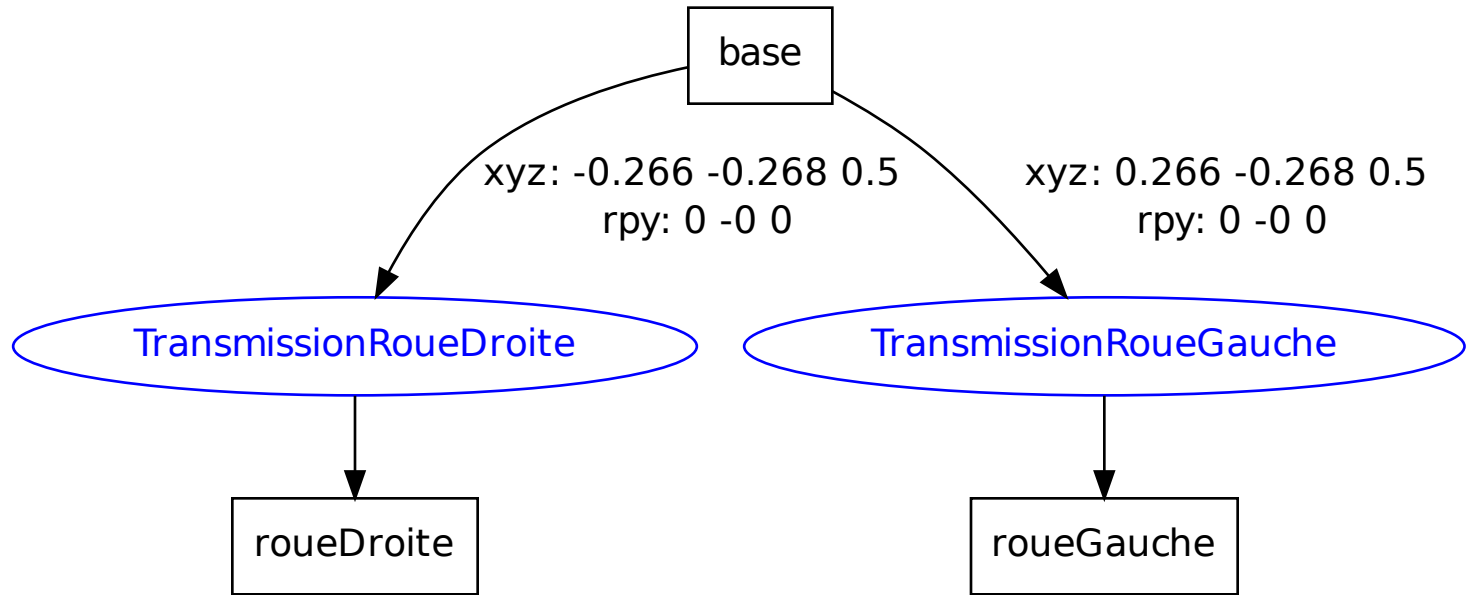 base
xyz: -0.266 -0.268 0.5
rpy: 0 -0 0
xyz: 0.266 -0.268 0.5
rpy: 0 -0 0
TransmissionRoueDroite
TransmissionRoueGauche
roueDroite
roueGauche